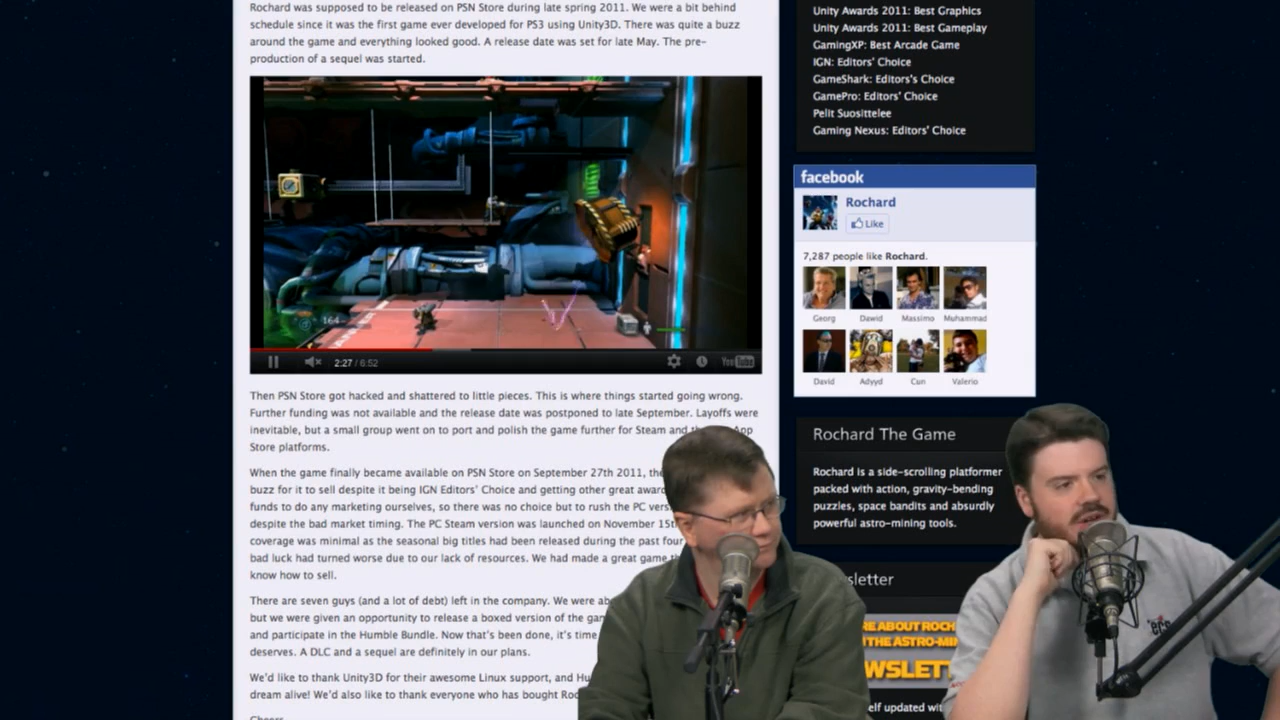 Rochard was supposed to be released on PSN Store during late spring 2011. We were a bit behind
schedule since it was the first game ever developed for PS3 using Unity3D. There was quite a buzz
around the game and everything looked good. A release date was set for late May. The pre-
production of a sequel was started.
164
2:27 / 6:52
YouTube
Then PSN Store got hacked and shattered to little pieces. This is where things started going wrong.
Further funding was not available and the release date was postponed to late September. Layoffs were
inevitable, but a small group went on to port and polish the game further for Steam and App
Store platforms.
When the game finally became available on PSN Store on September 27th 2011,
buzz for it to sell despite it being IGN Editors' Choice and getting other great
funds to do any marketing ourselves, so there was no choice but to rush the PC
despite the bad market timing. The PC Steam version was launched on November 15th
coverage was minimal as the seasonal big titles had been released during the past four
bad luck had turned worse due to our lack of resources. We had made a great game
know how to sell.
There are seven guys (and a lot of debt) left in the company. We were
but we were given an opportunity to release a boxed version of the
and participate in the Humble Bundle. Now that's been done, it's time
deserves. A DLC and a sequel are definitely in our plans.
We'd like to thank Unity3D for their awesome Linux support, and
dream alive! We'd also like to thank everyone who has bought
Cheers
Unity Awards 2011: Best Graphics
Unity Awards 2011: Best Gameplay
GamingXP: Best Arcade Game
IGN: Editors' Choice
GameShark: Editors's Choice
GamePro: Editors' Choice
Pelit Suosittelee
Gaming Nexus: Editors' Choice
facebook
Rochard
Like
7,287 people like Rochard.
Georg Dawid Massimo Muhammad
David Adyyd Cun Valerio
Rochard The Game
Rochard is a side-scrolling platformer
packed with action, gravity-bending
puzzles, space bandits and absurdly
powerful astro-mining tools.
sletter
RE ABOUT ROCH
THE ASTRO-MIN
WSLETT
elf updated wit